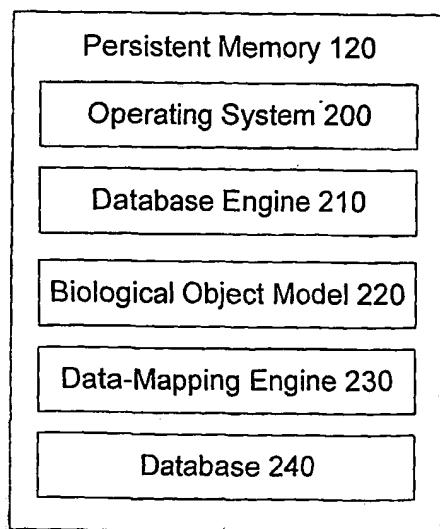 Persistent Memory 120
Operating System 200
Database Engine 210
Biological Object Model 220
Data-Mapping Engine 230
Database 240